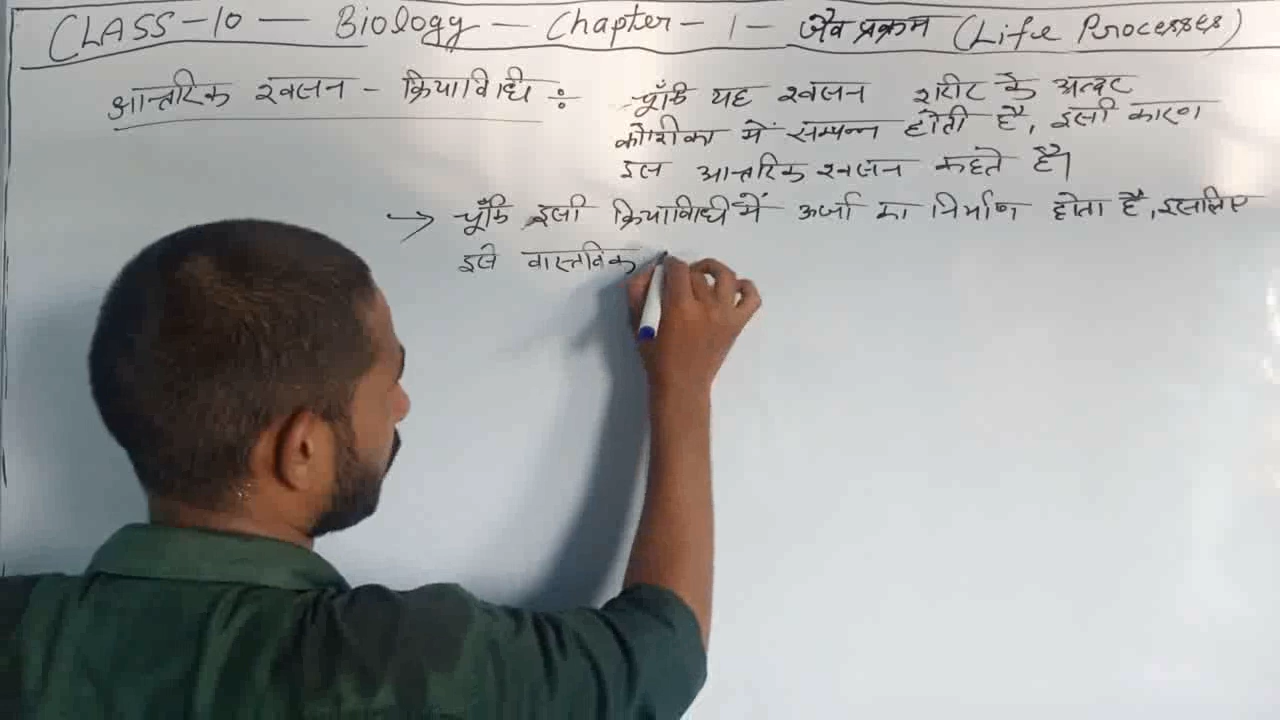 CLASS-10 — Biology — Chapter-1- जैव प्रक्रम (Life Processes)
आन्तरिक श्वसन - क्रियाविधी ÷ चूँकि यह श्वसन शरीर के अन्दर
कोशीका में सम्पन्न होती है, इसी कारण
इस आन्तरिक श्वसन कहते है।
→ चूँकि इसी क्रियाविधी में ऊर्जा का निर्माण होता है, इसलिए
इसे वास्तविक